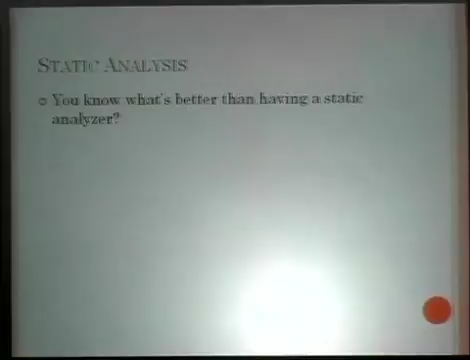 STATIC ANALYSIS
You know what's better than having a static
analyzer?